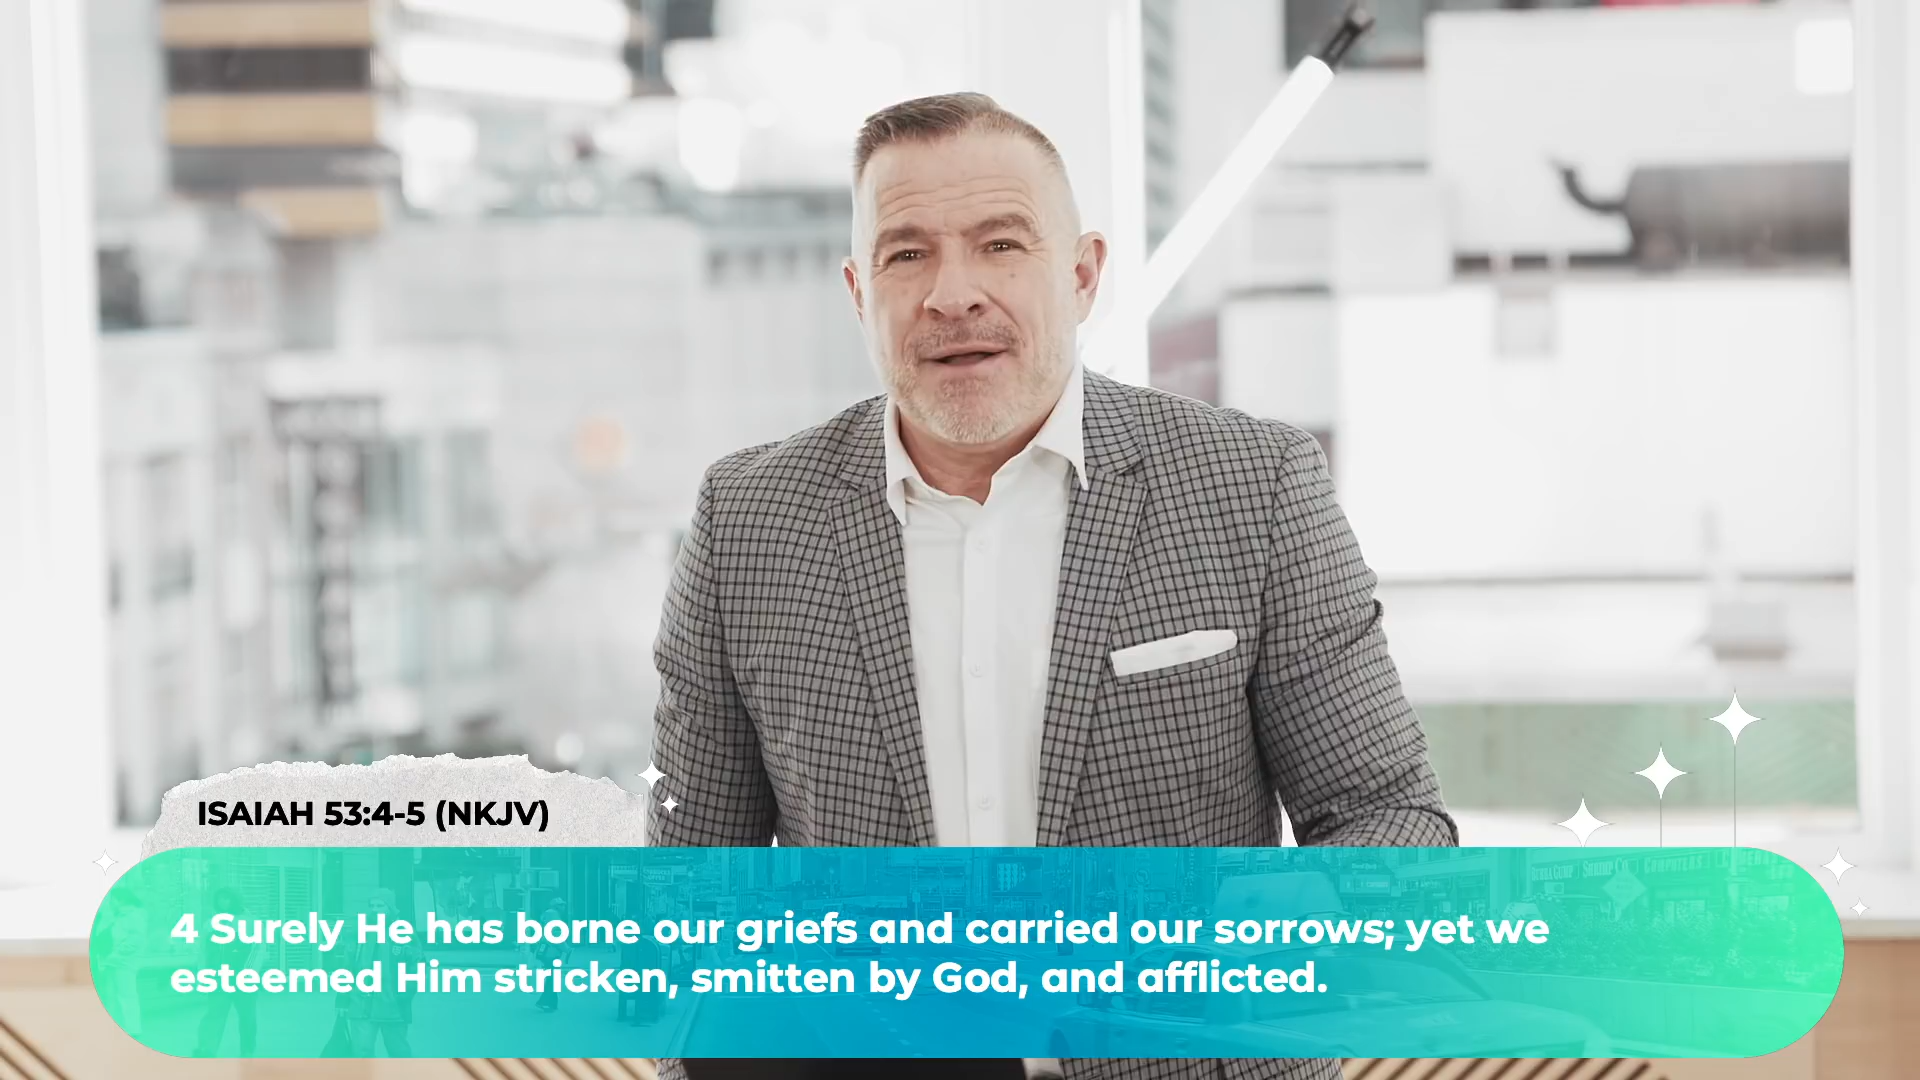 ISAIAH 53:4-5 (NKJV)
4 Surely He has borne our griefs and carried our sorrows; yet we
esteemed Him stricken, smitten by God, and afflicted.